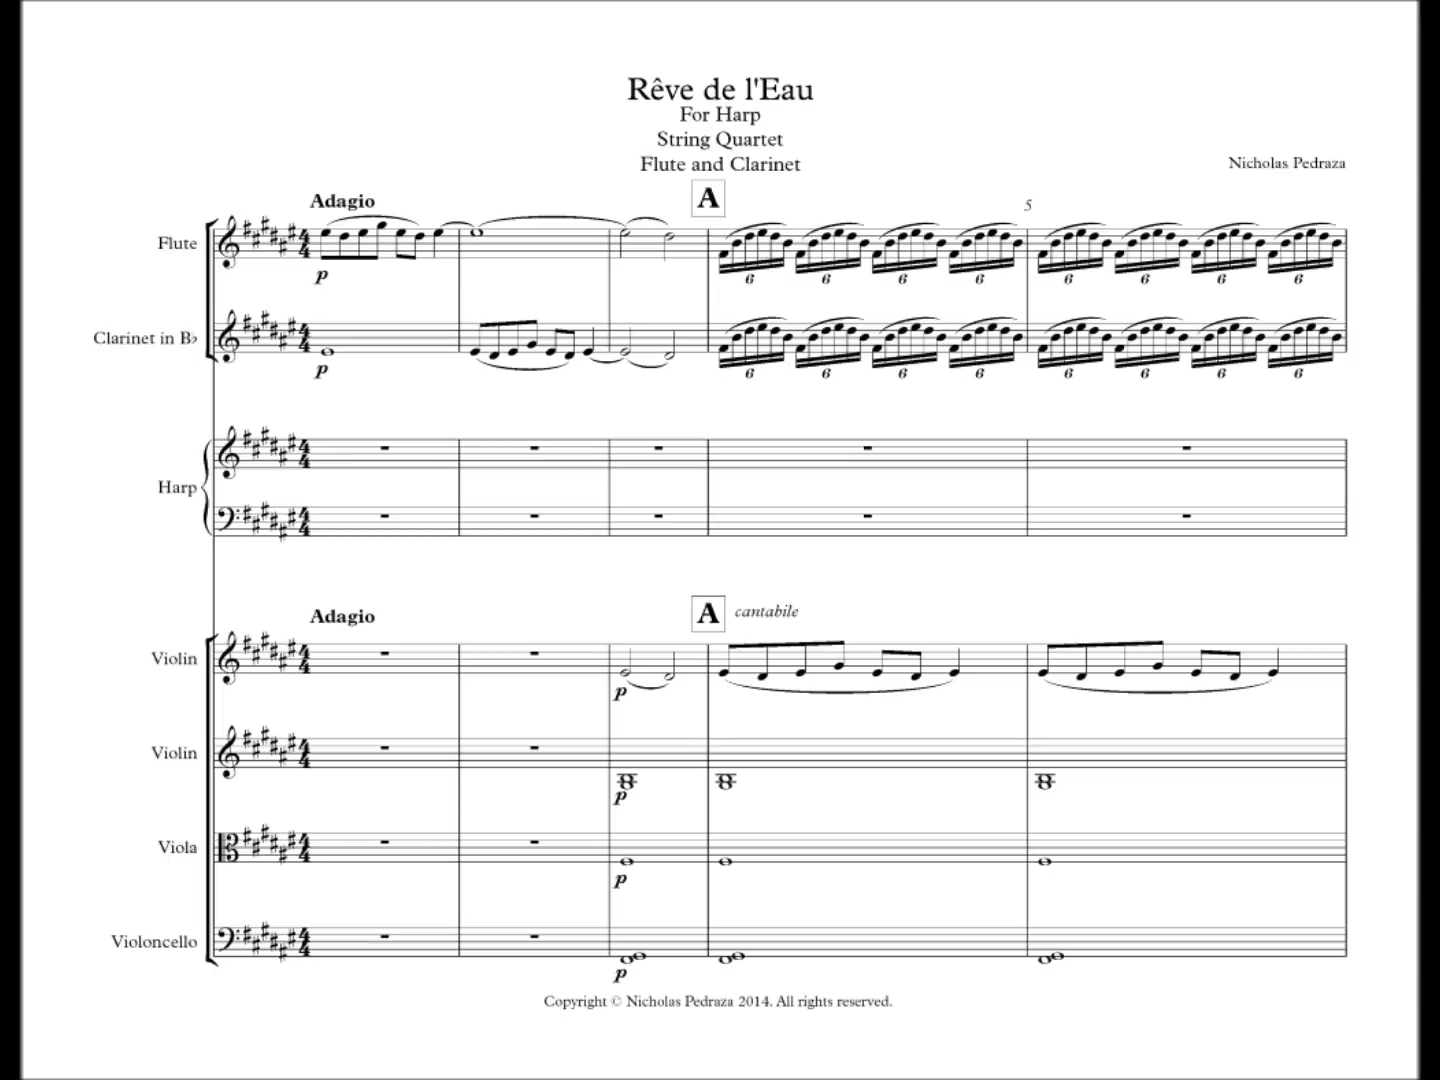 Rêve de l'Eau
For Harp
String Quartet
Flute and Clarinet
Nicholas Pedraza
Adagio
A
5
Flute
p
6 6 6 6 6 6 6 6
Clarinet in B♭
p
6 6 6 6 6 6 6 6
Harp
Adagio
A cantabile
Violin
p
Violin
p
Viola
p
Violoncello
p
Copyright © Nicholas Pedraza 2014. All rights reserved.